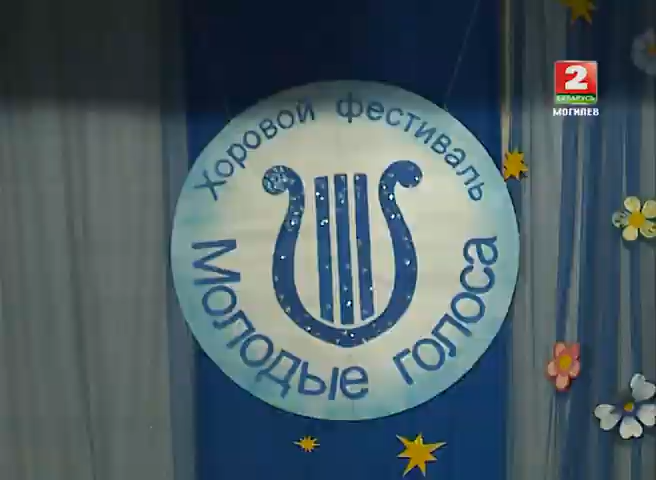 2
БЕЛАРУСЬ
МОГИЛЕВ
Хоровой фестиваль
Молодые голоса